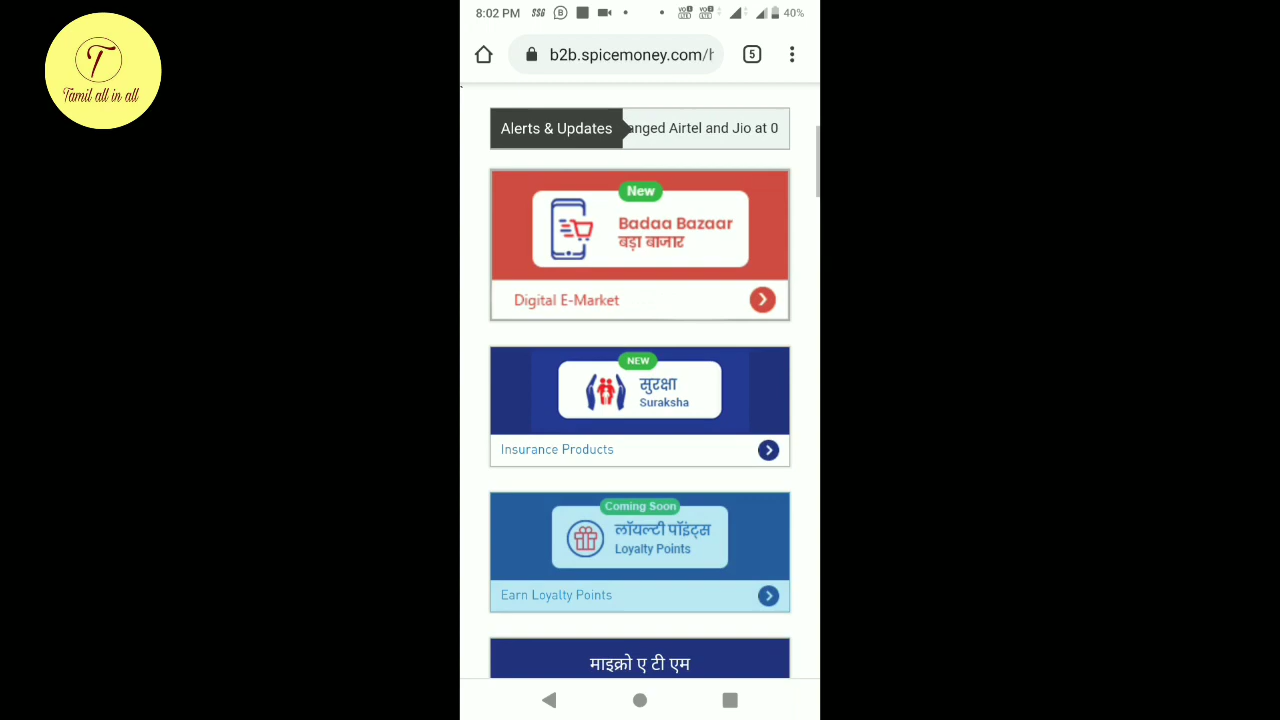 T
Tamil all in all
8:02 PM SSG B 40%
b2b.spicemoney.com/h 5
Alerts & Updates anged Airtel and Jio at 0
New
Badaa Bazaar
बड़ा बाजार
Digital E-Market
NEW
सुरक्षा
Suraksha
Insurance Products
Coming Soon
लॉयल्टी पॉइंट्स
Loyalty Points
Earn Loyalty Points
माइक्रो ए टी एम